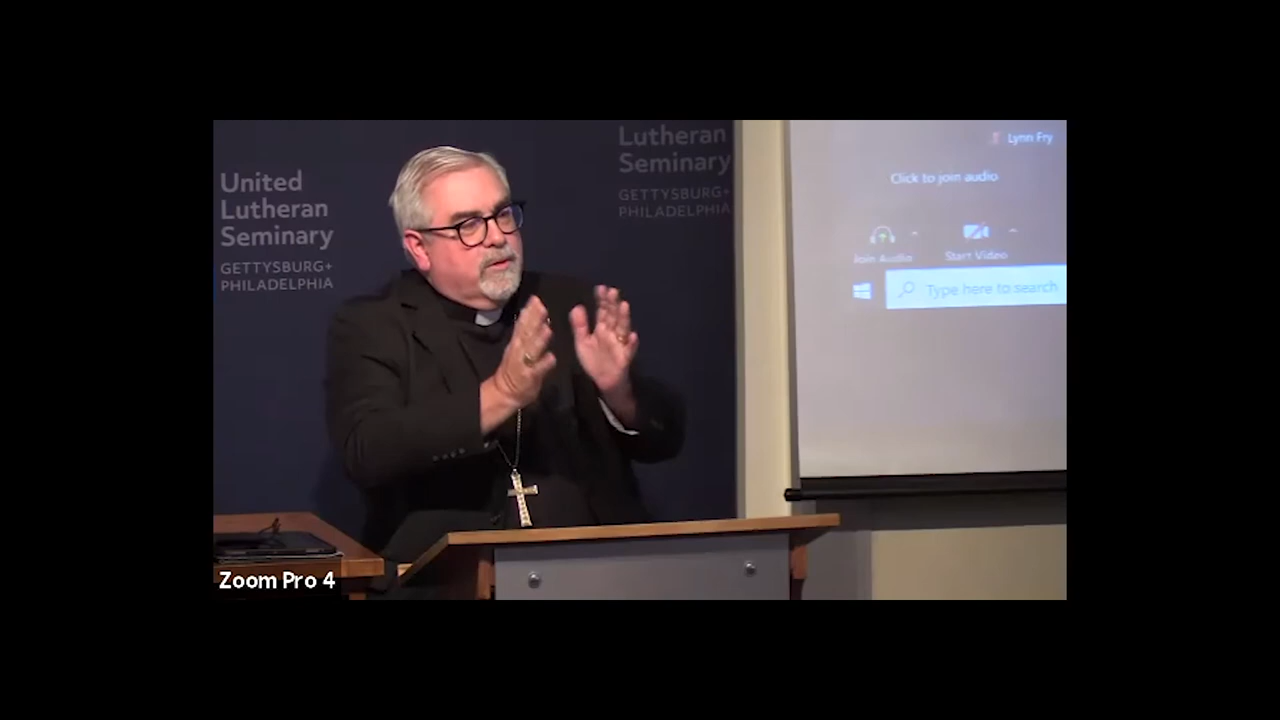 United
Lutheran
Seminary
GETTYSBURG+
PHILADELPHIA
Lutheran
Seminary
GETTYSBURG+
PHILADELPHIA
Lynn Fry
Click to join audio
Join Audio
Start Video
Type here to search
Zoom Pro 4